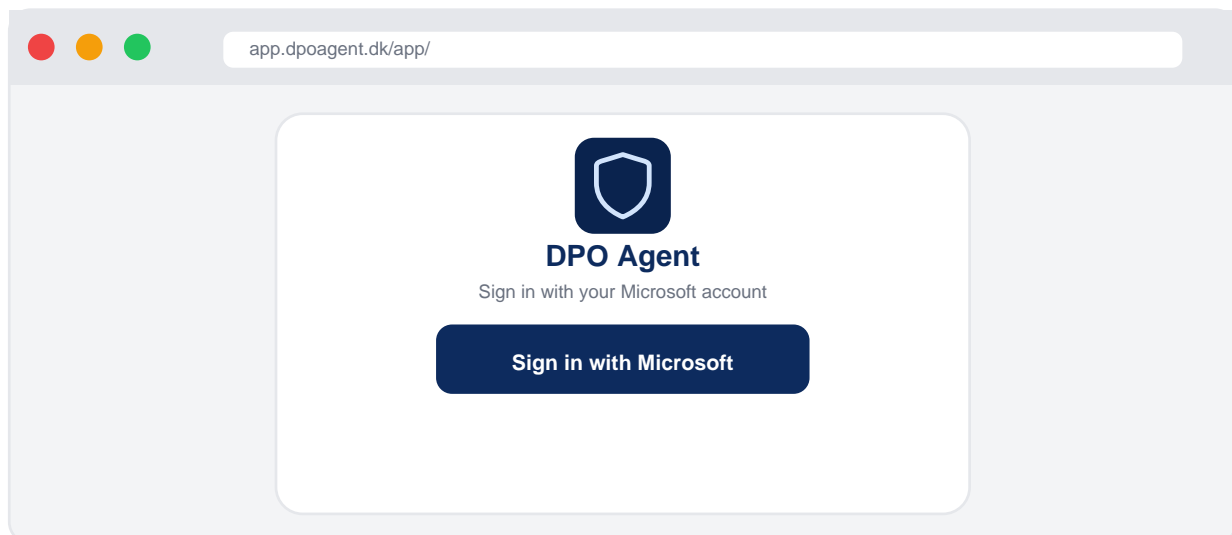 app.dpoagent.dk/app/
DPO Agent
Sign in with your Microsoft account
Sign in with Microsoft